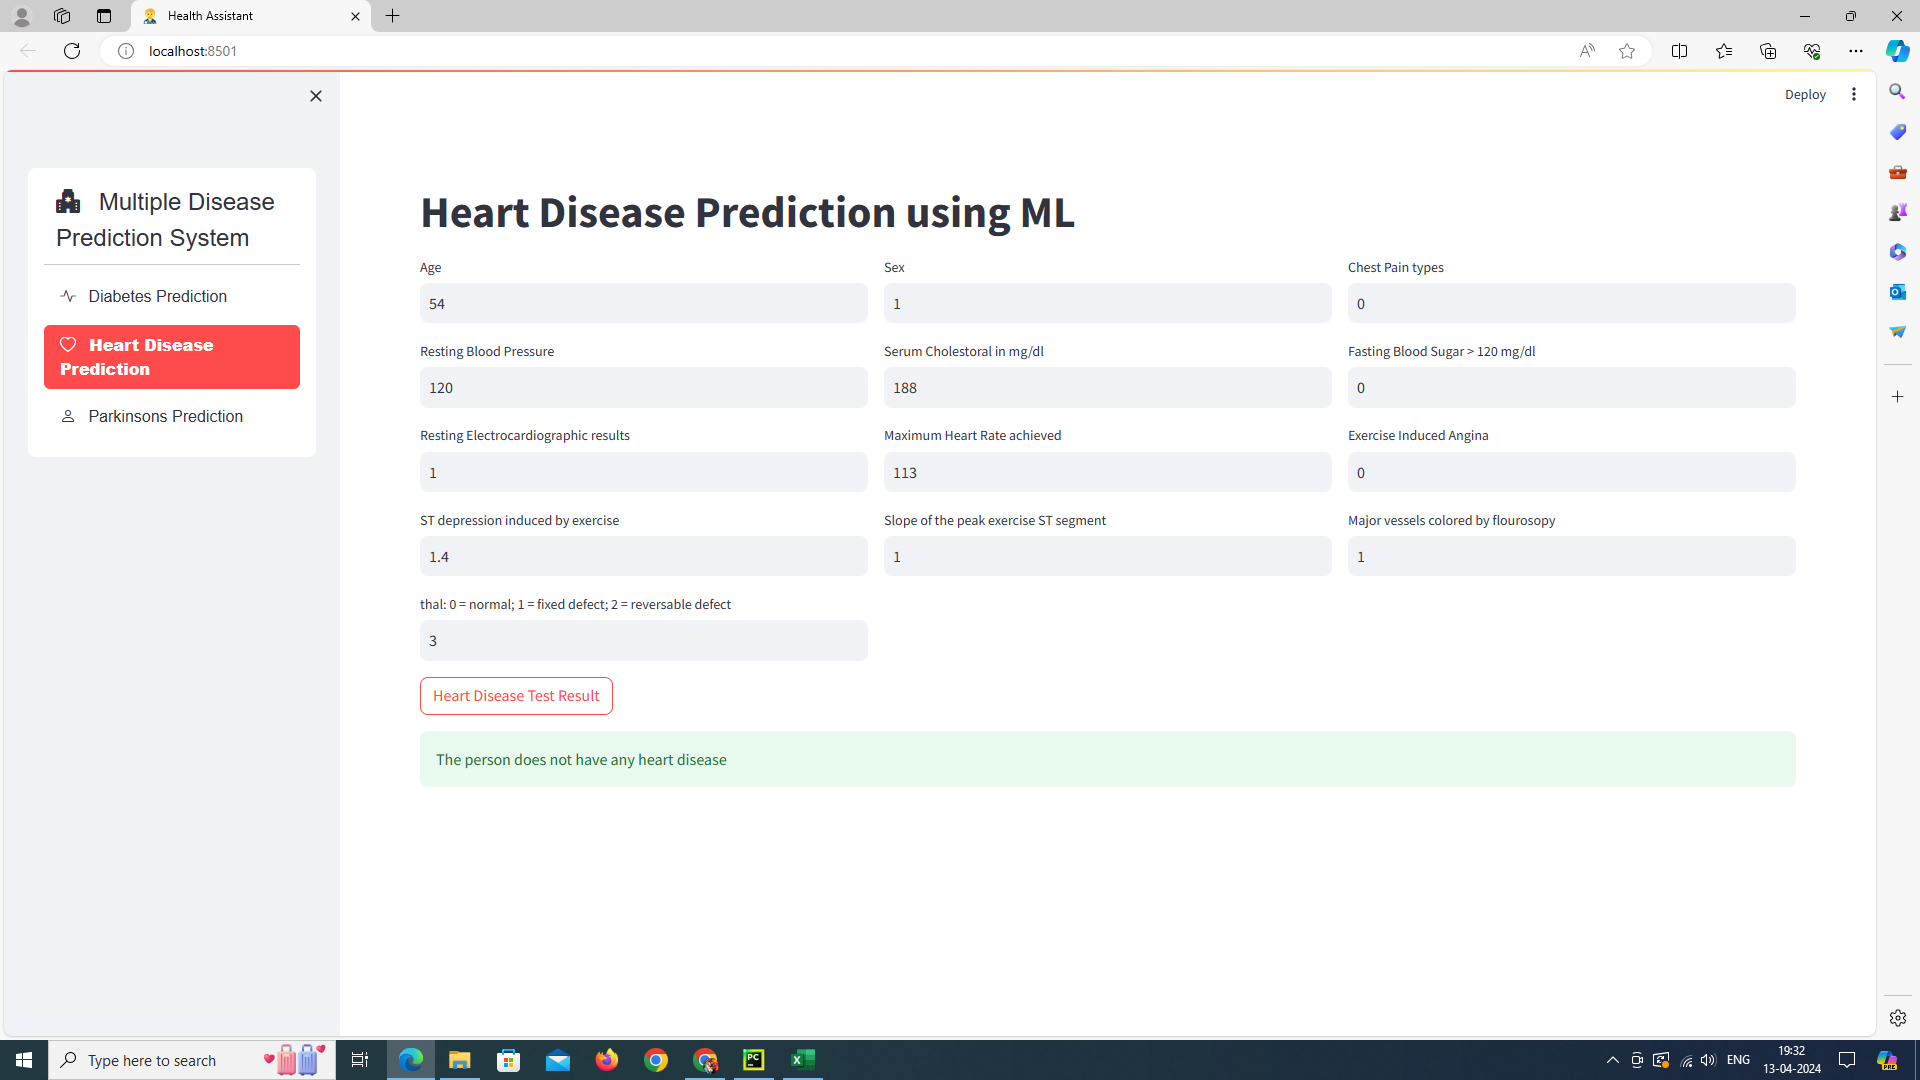 Health Assistant
localhost:8501
Deploy
Multiple Disease
Prediction System
Diabetes Prediction
Heart Disease
Prediction
Parkinsons Prediction
Heart Disease Prediction using ML
Age
Sex
Chest Pain types
54
1
0
Resting Blood Pressure
Serum Cholestoral in mg/dl
Fasting Blood Sugar > 120 mg/dl
120
188
0
Resting Electrocardiographic results
Maximum Heart Rate achieved
Exercise Induced Angina
1
113
0
ST depression induced by exercise
Slope of the peak exercise ST segment
Major vessels colored by flourosopy
1.4
1
1
thal: 0 = normal; 1 = fixed defect; 2 = reversable defect
3
Heart Disease Test Result
The person does not have any heart disease
Type here to search
ENG
19:32
13-04-2024